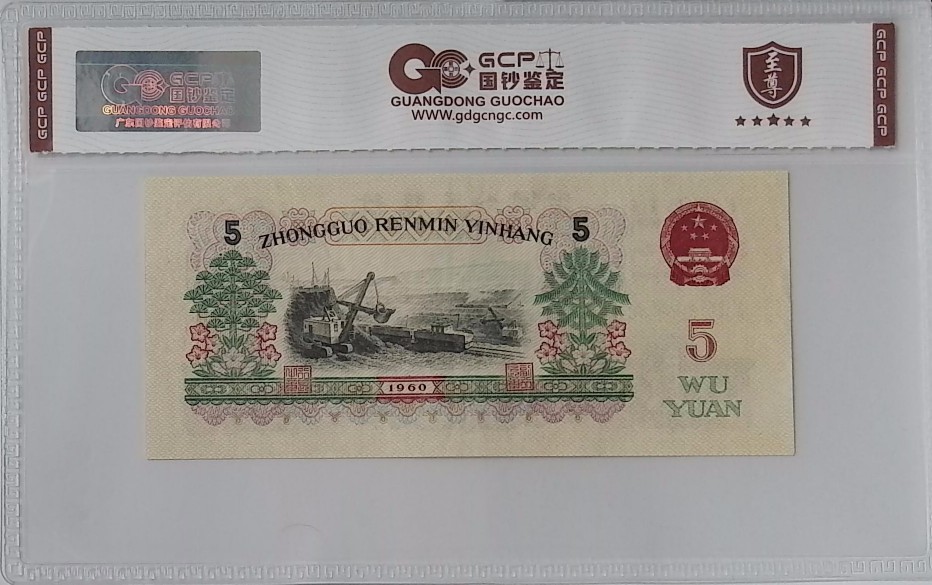 GCP GCP GCP
GCP
国钞鉴定
GUANGDONG GUOCHAO
广东国钞鉴定评估有限公司
GCP
国钞鉴定
GUANGDONG GUOCHAO
www.gdgcngc.com
至尊
GCP GCP GCP
5 ZHONGGUO RENMIN YINHANG 5
1960
5
WU
YUAN